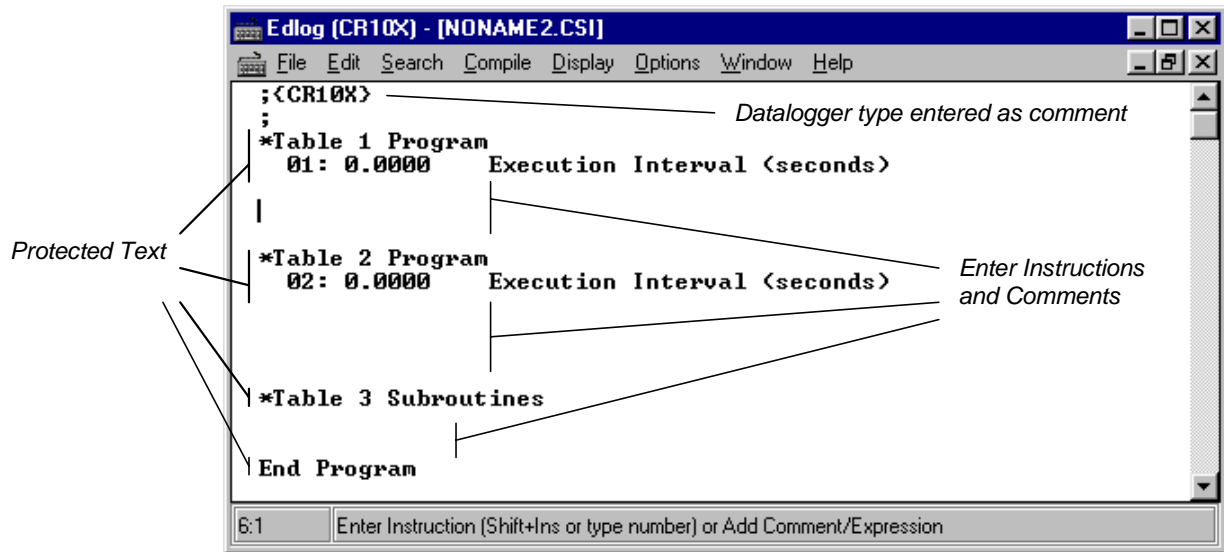 Edlog (CR10X) - [NONAME2.CSI]
File Edit Search Compile Display Options Window Help
;{CR10X}
Datalogger type entered as comment
;
*Table 1 Program
01: 0.0000 Execution Interval (seconds)
Protected Text
*Table 2 Program
02: 0.0000 Execution Interval (seconds)
Enter Instructions
and Comments
*Table 3 Subroutines
End Program
6:1 Enter Instruction (Shift+Ins or type number) or Add Comment/Expression